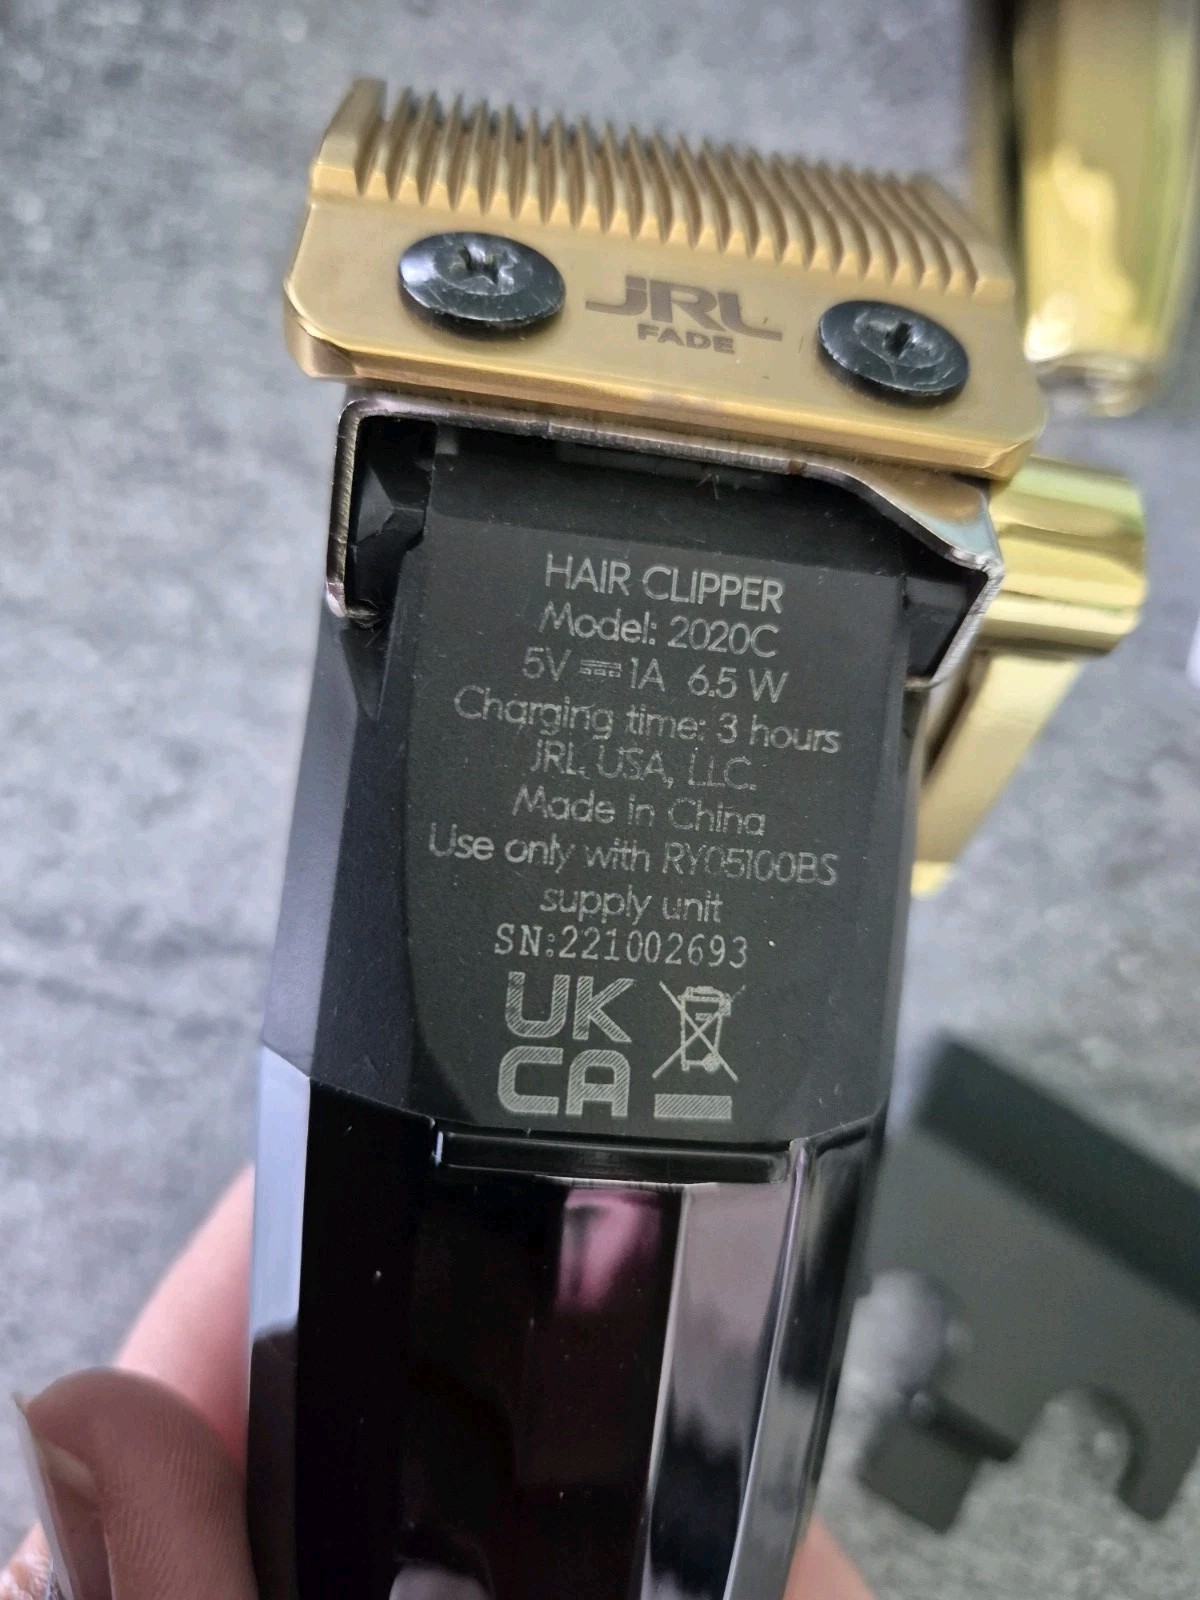 JRL
FADE
HAIR CLIPPER
Model: 2020C
5V ⎓ 1A 6.5 W
Charging time: 3 hours
JRL USA, LLC.
Made in China
Use only with RY05100BS
supply unit
SN:221002693
UK
CA